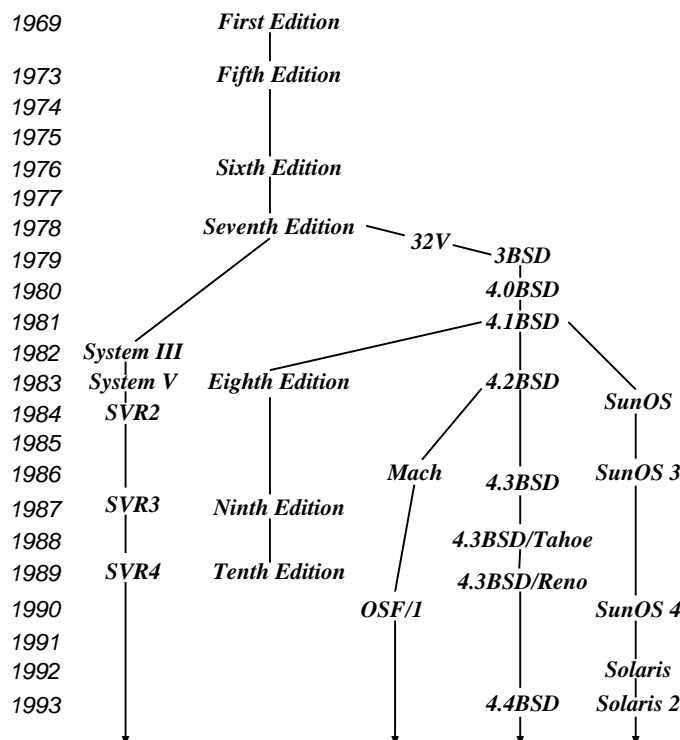 1969 First Edition
1973 Fifth Edition
1974
1975
1976 Sixth Edition
1977
1978 Seventh Edition
32V
1979 3BSD
1980 4.0BSD
1981 4.1BSD
1982 System III
1983 System V Eighth Edition 4.2BSD
1984 SVR2 SunOS
1985
1986 Mach 4.3BSD SunOS 3
1987 SVR3 Ninth Edition
1988 4.3BSD/Tahoe
1989 SVR4 Tenth Edition 4.3BSD/Reno
1990 OSF/1 SunOS 4
1991
1992 Solaris
1993 4.4BSD Solaris 2